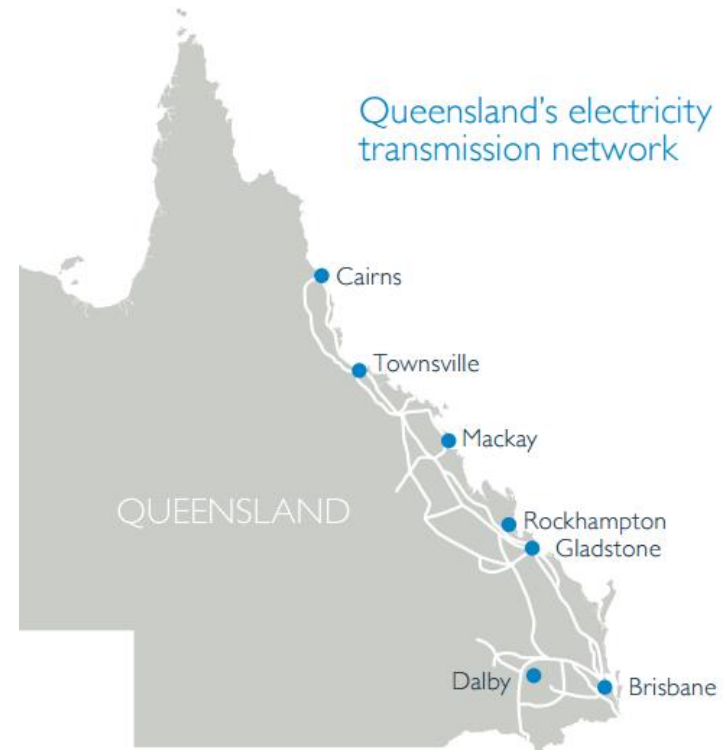 Queensland's electricity
transmission network
Cairns
Townsville
Mackay
QUEENSLAND
Rockhampton
Gladstone
Dalby
Brisbane